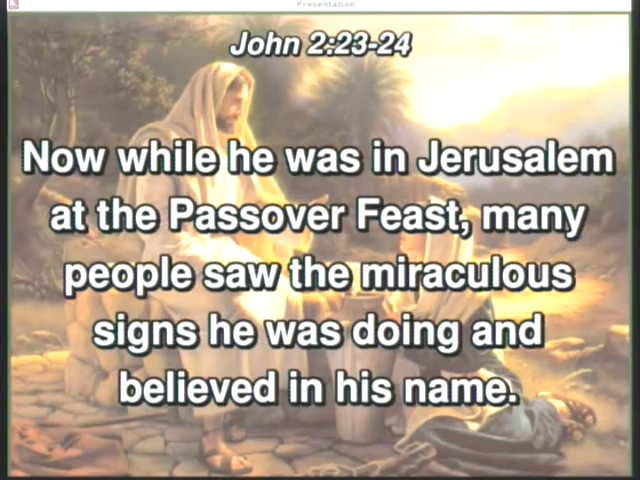 Presentation
John 2:23-24
Now while he was in Jerusalem
at the Passover Feast, many
people saw the miraculous
signs he was doing and
believed in his name.